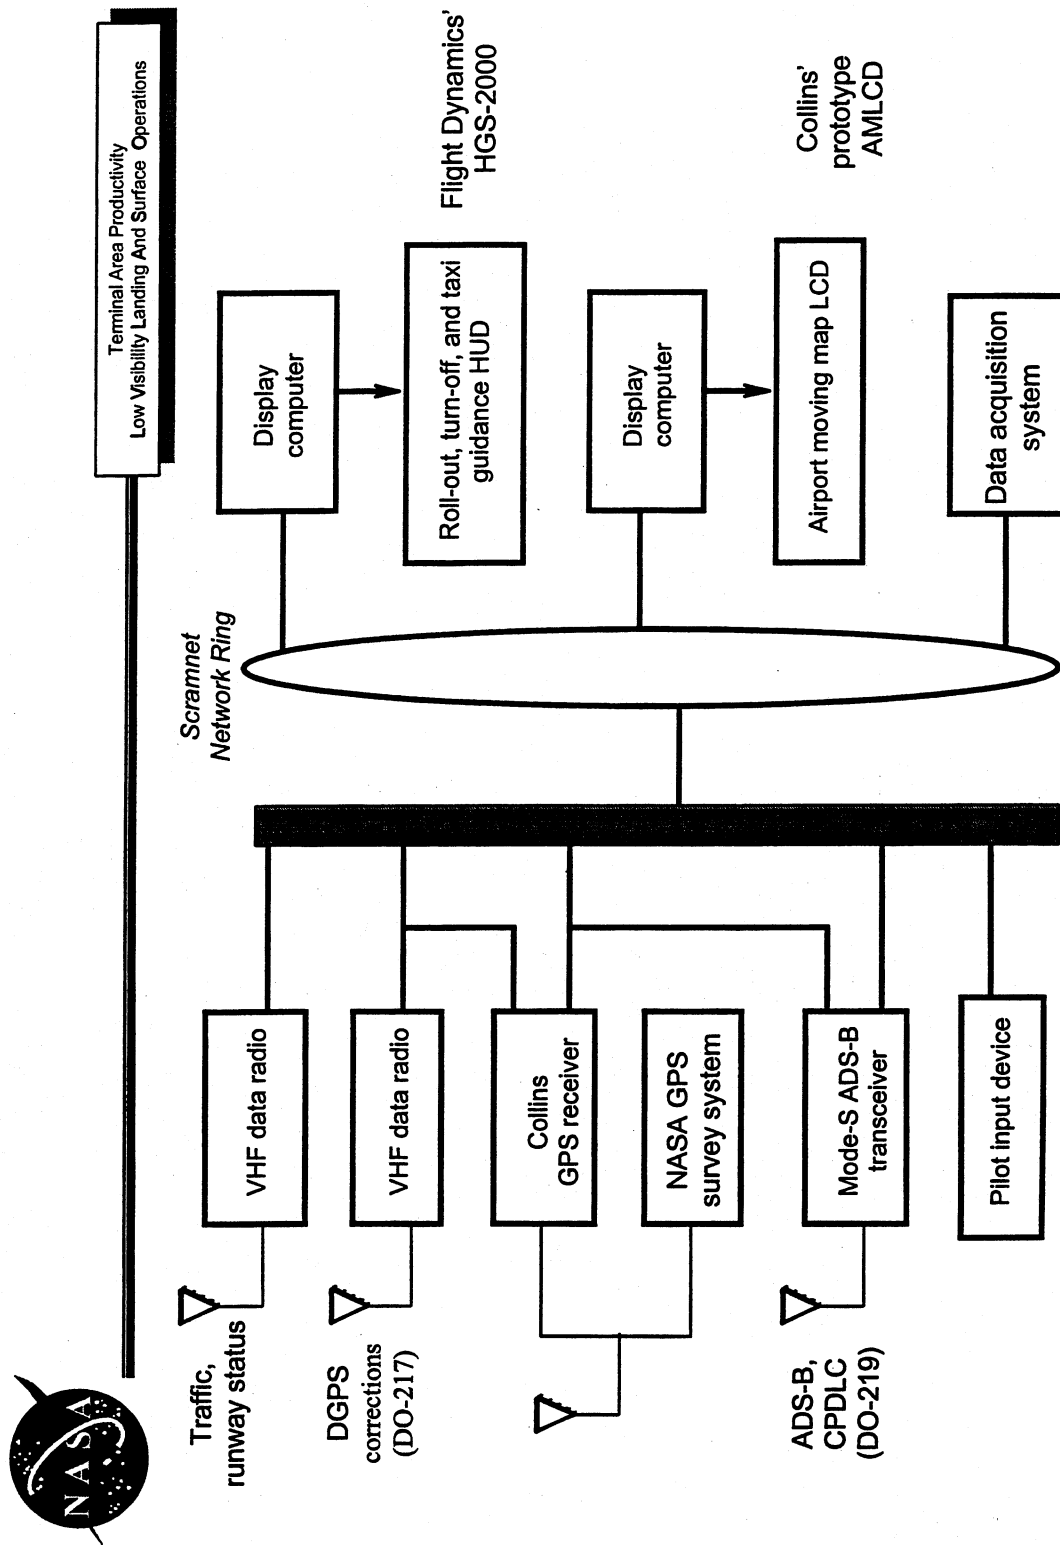 NASA
Terminal Area Productivity
Low Visibility Landing And Surface Operations
Traffic,
runway status
VHF data radio
DGPS
corrections
(DO-217)
VHF data radio
Collins
GPS receiver
NASA GPS
survey system
ADS-B,
CPDLC
(DO-219)
Mode-S ADS-B
transceiver
Pilot input device
Scramnet
Network Ring
Display
computer
Roll-out, turn-off, and taxi
guidance HUD
Flight Dynamics'
HGS-2000
Display
computer
Airport moving map LCD
Collins'
prototype
AMLCD
Data acquisition
system